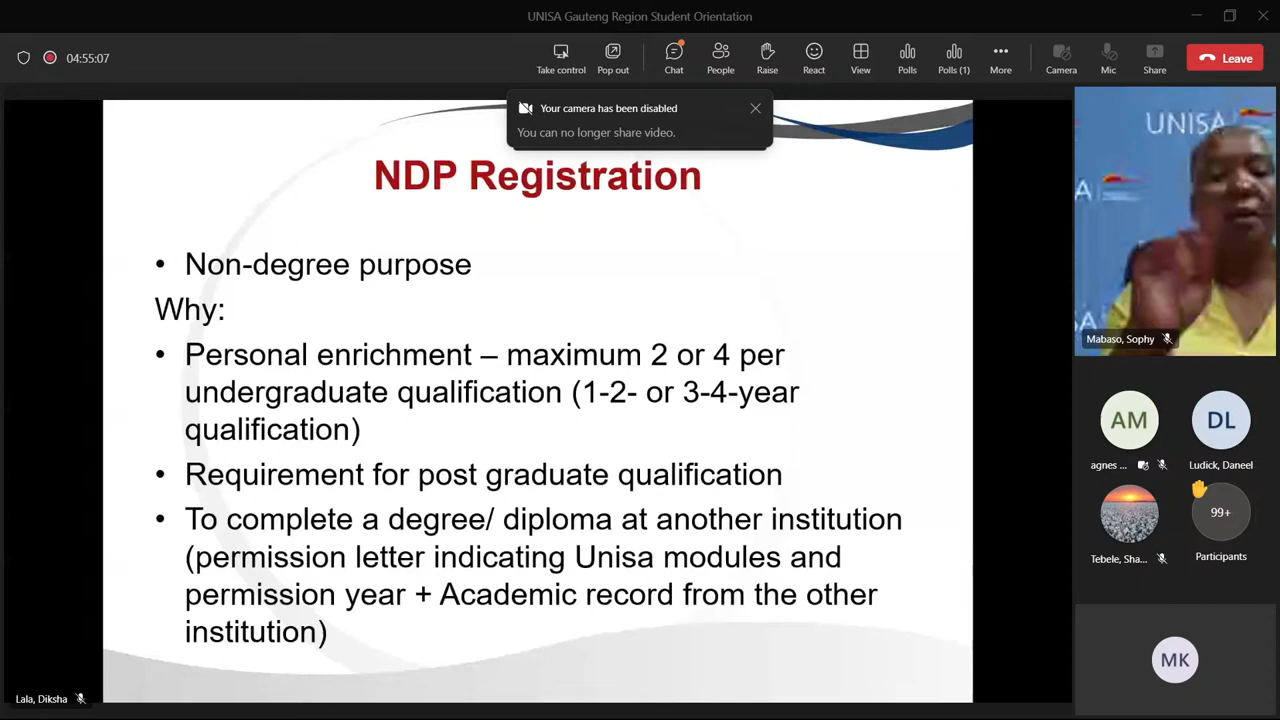 UNISA Gauteng Region Student Orientation
04:55:07
Take control
Pop out
Chat
People
Raise
React
View
Polls
Polls (1)
More
Camera
Mic
Share
Leave
Your camera has been disabled
You can no longer share video.
NDP Registration
• Non-degree purpose
Why:
• Personal enrichment – maximum 2 or 4 per
undergraduate qualification (1-2- or 3-4-year
qualification)
• Requirement for post graduate qualification
• To complete a degree/ diploma at another institution
(permission letter indicating Unisa modules and
permission year + Academic record from the other
institution)
Lala, Diksha
UNISA
Mabaso, Sophy
AM
DL
agnes ...
Ludick, Daneel
99+
Tebele, Sha...
Participants
MK